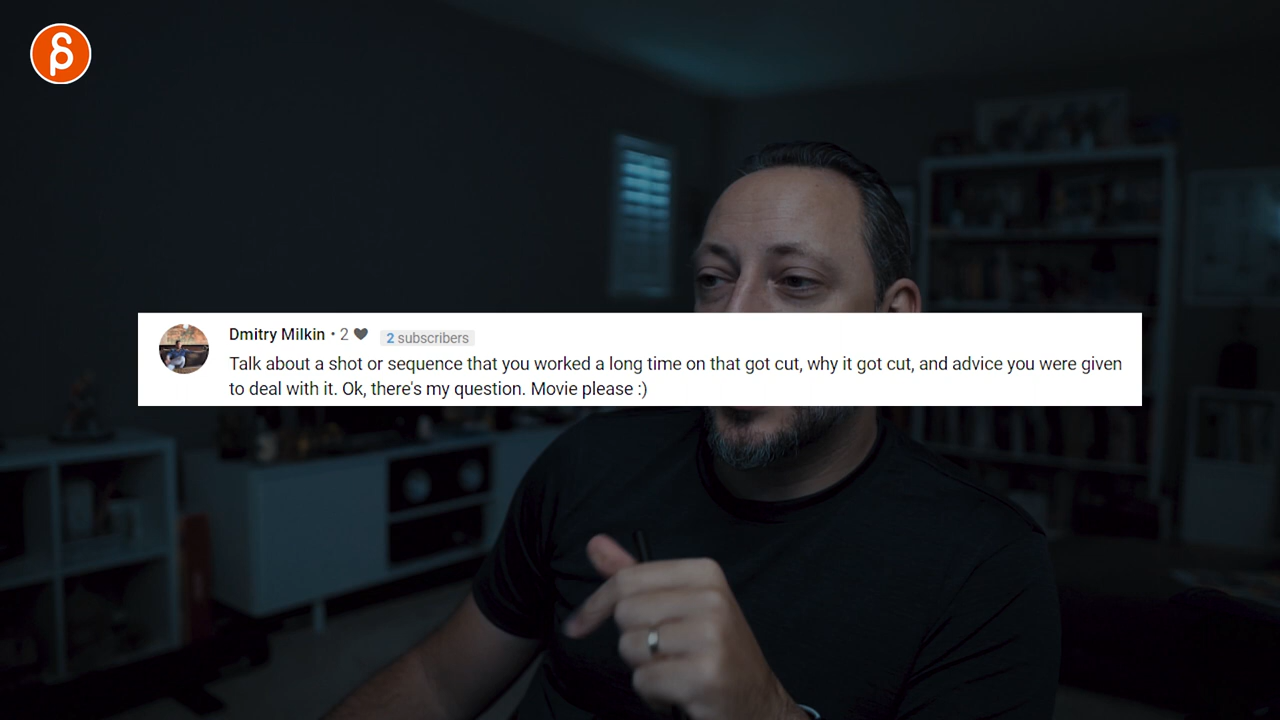 Dmitry Milkin • 2 ♥ 2 subscribers
Talk about a shot or sequence that you worked a long time on that got cut, why it got cut, and advice you were given
to deal with it. Ok, there's my question. Movie please :)